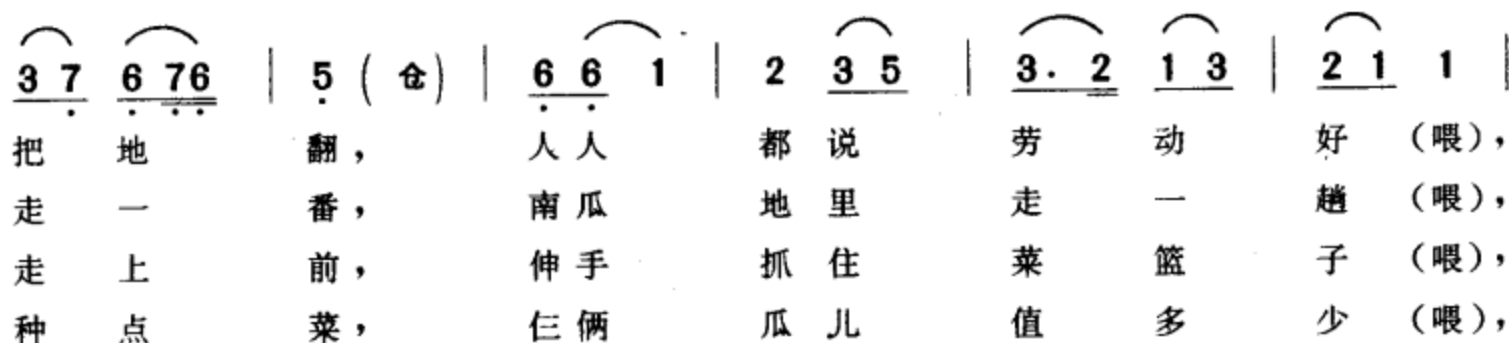 3 7 6 76 | 5 ( 仓 ) | 6 6 1 | 2 3 5 | 3. 2 1 3 | 2 1 1 |
把 地 翻， 人 人 都 说 劳 动 好 （喂），
走 一 番， 南 瓜 地 里 走 一 趟 （喂），
走 上 前， 伸 手 抓 住 菜 篮 子 （喂），
种 点 菜， 仨 俩 瓜 儿 值 多 少 （喂），